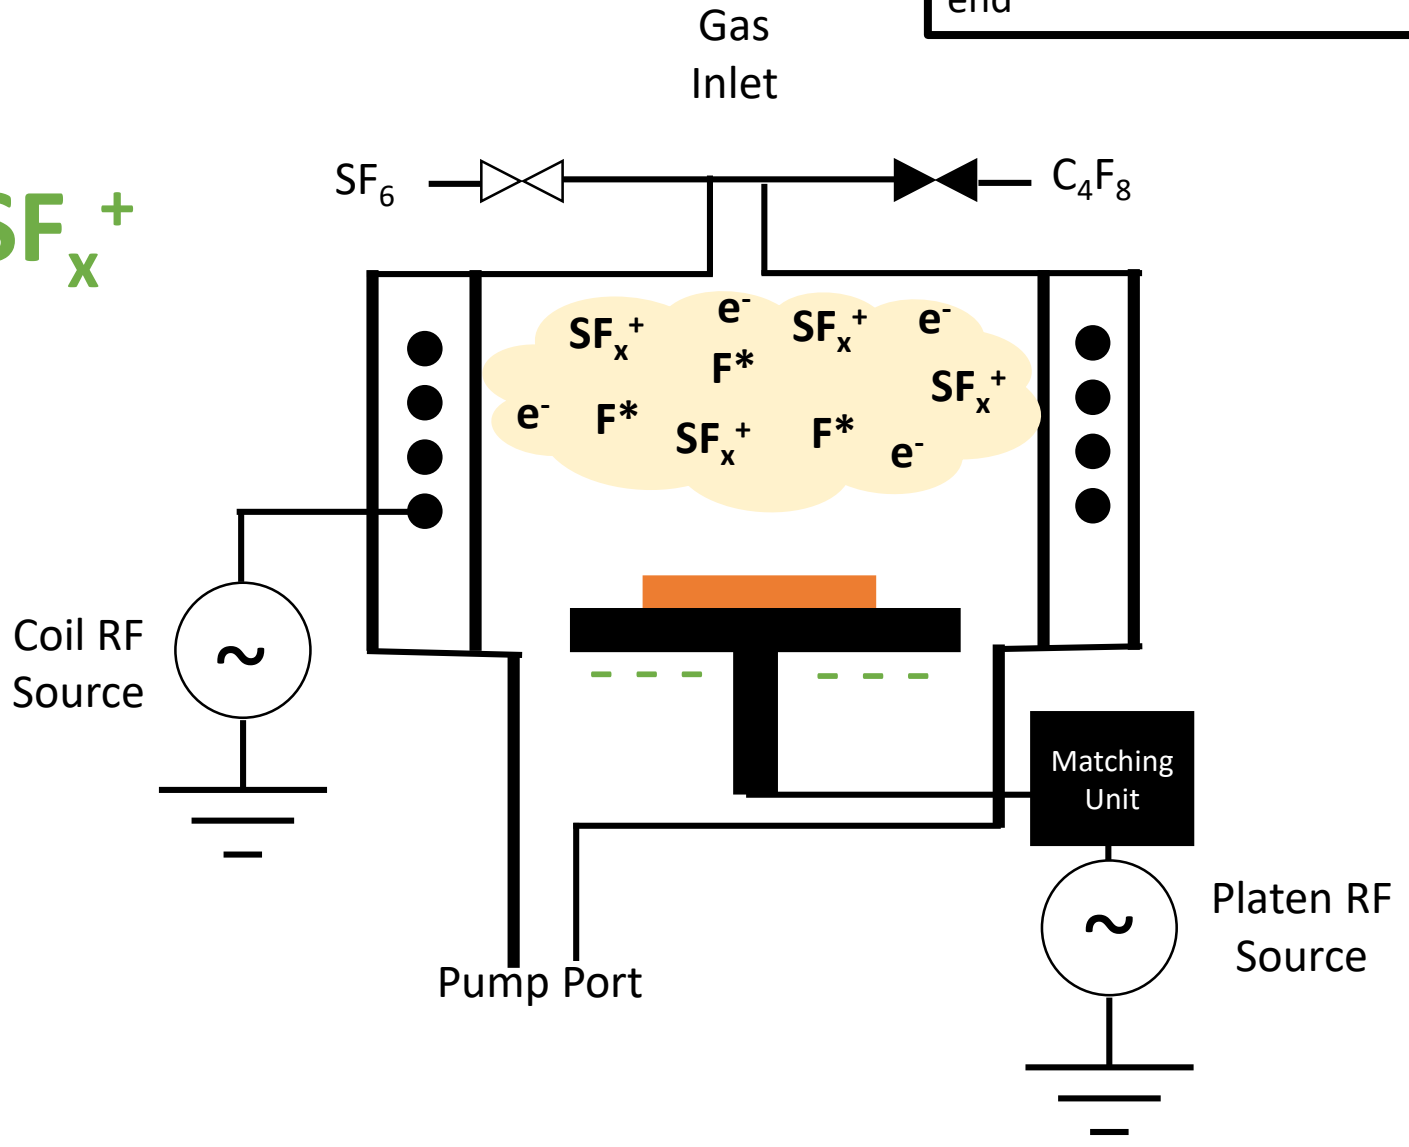 end
Gas
Inlet
SF₆
C₄F₈
SFₓ⁺
SFₓ⁺
e⁻
SFₓ⁺
e⁻
F*
SFₓ⁺
e⁻
F*
SFₓ⁺
F*
e⁻
Coil RF
Source
~
Matching
Unit
~
Platen RF
Source
Pump Port